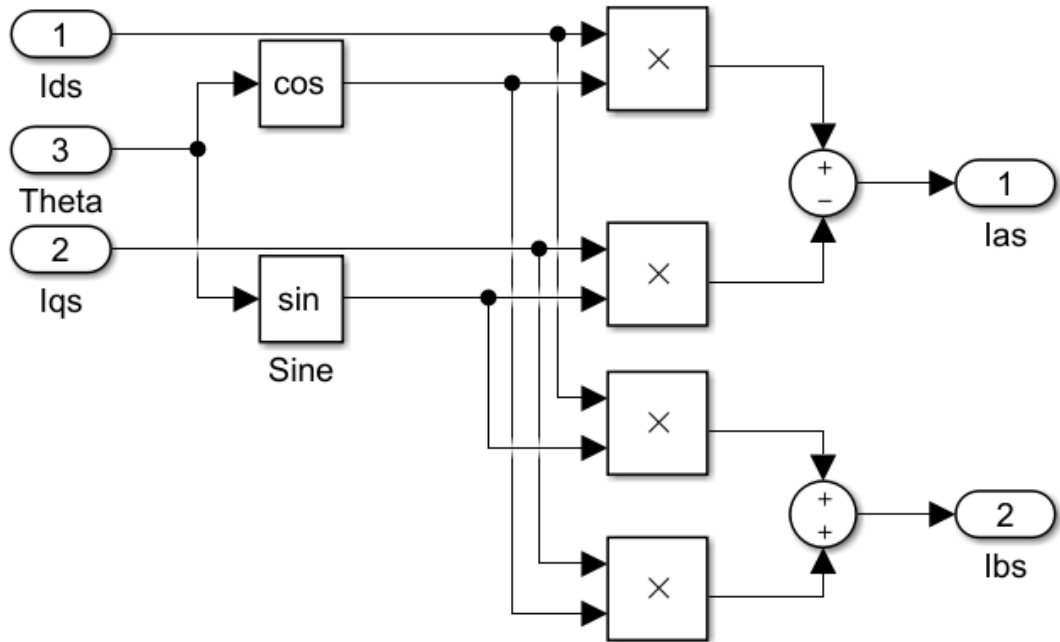 1
Ids
cos
×
3
Theta
+
−
1
Ias
2
Iqs
×
sin
Sine
×
+
+
2
Ibs
×